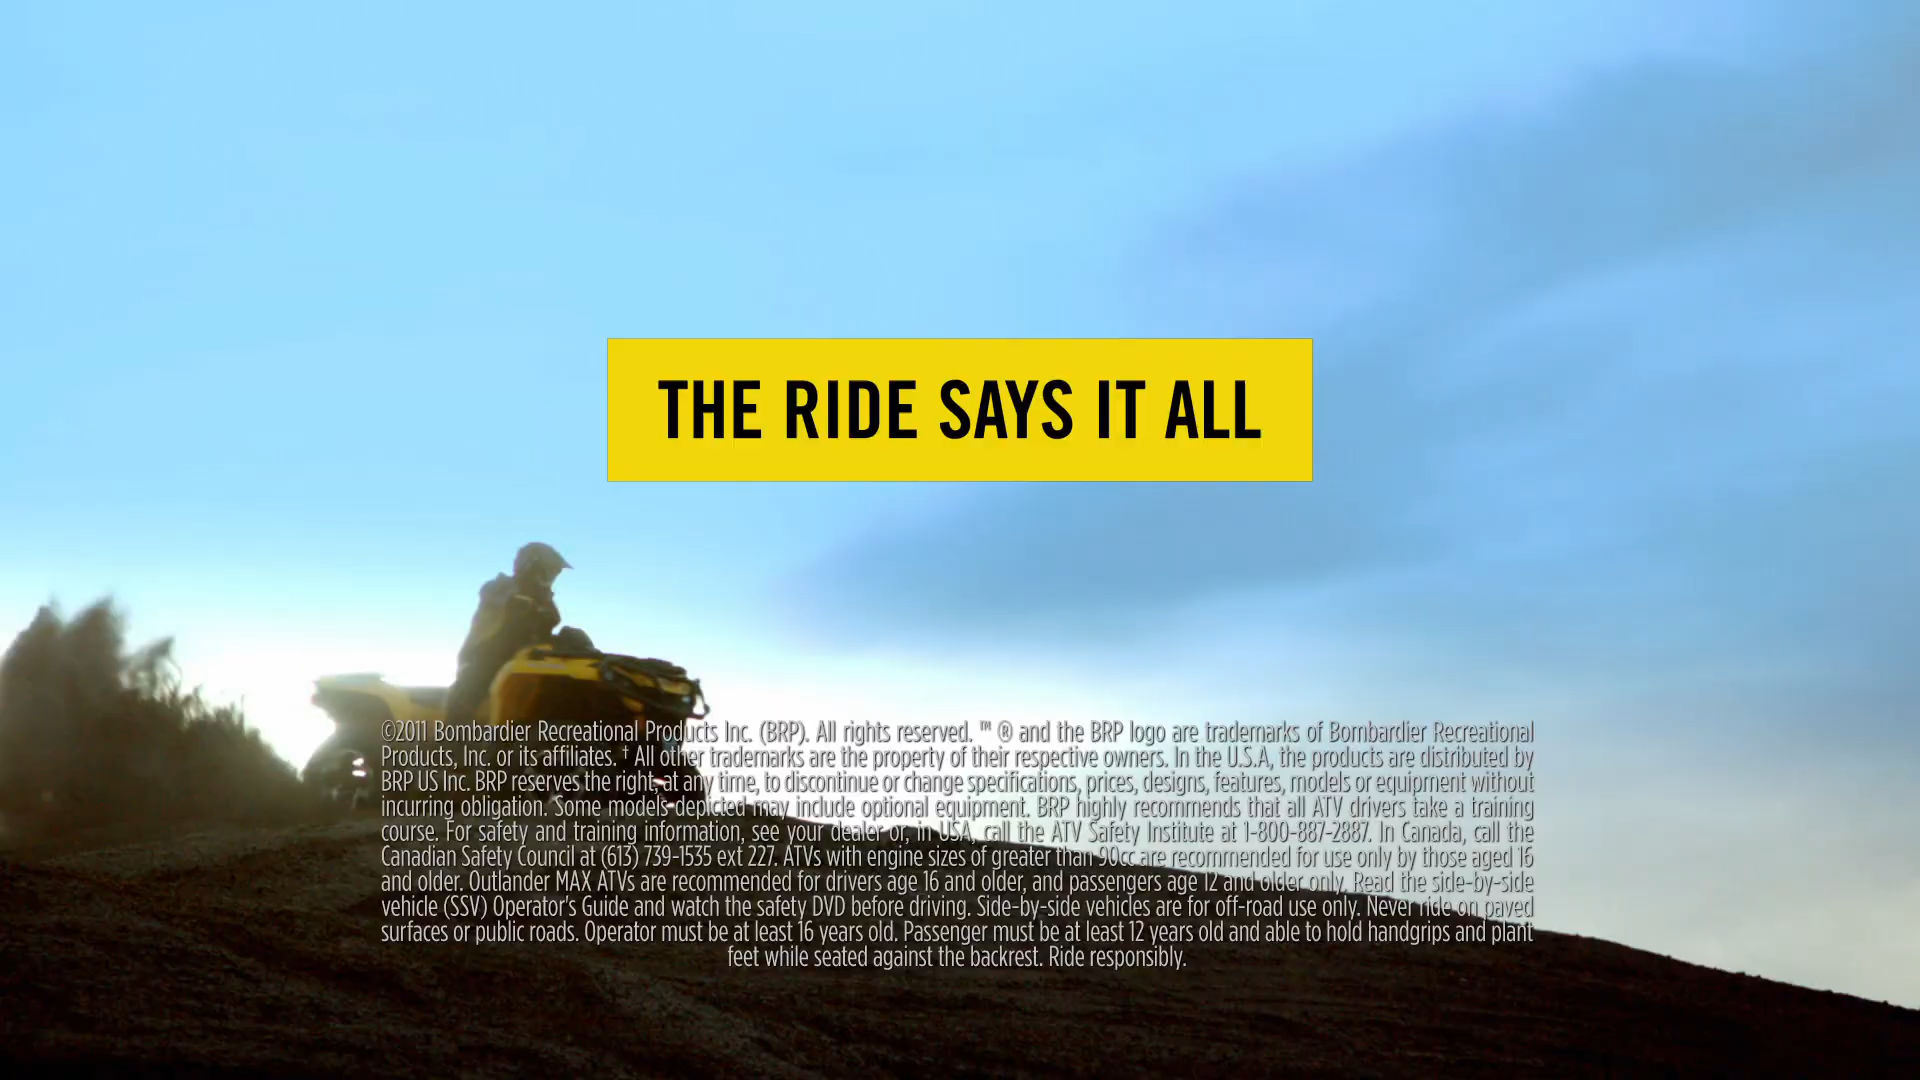 THE RIDE SAYS IT ALL
©2011 Bombardier Recreational Products Inc. (BRP). All rights reserved. ™ ® and the BRP logo are trademarks of Bombardier Recreational
Products, Inc. or its affiliates. † All other trademarks are the property of their respective owners. In the U.S.A, the products are distributed by
BRP US Inc. BRP reserves the right, at any time, to discontinue or change specifications, prices, designs, features, models or equipment without
incurring obligation. Some models depicted may include optional equipment. BRP highly recommends that all ATV drivers take a training
course. For safety and training information, see your dealer or, in USA, call the ATV Safety Institute at 1-800-887-2887. In Canada, call the
Canadian Safety Council at (613) 739-1535 ext 227. ATVs with engine sizes of greater than 90cc are recommended for use only by those aged 16
and older. Outlander MAX ATVs are recommended for drivers age 16 and older, and passengers age 12 and older only. Read the side-by-side
vehicle (SSV) Operator's Guide and watch the safety DVD before driving. Side-by-side vehicles are for off-road use only. Never ride on paved
surfaces or public roads. Operator must be at least 16 years old. Passenger must be at least 12 years old and able to hold handgrips and plant
feet while seated against the backrest. Ride responsibly.